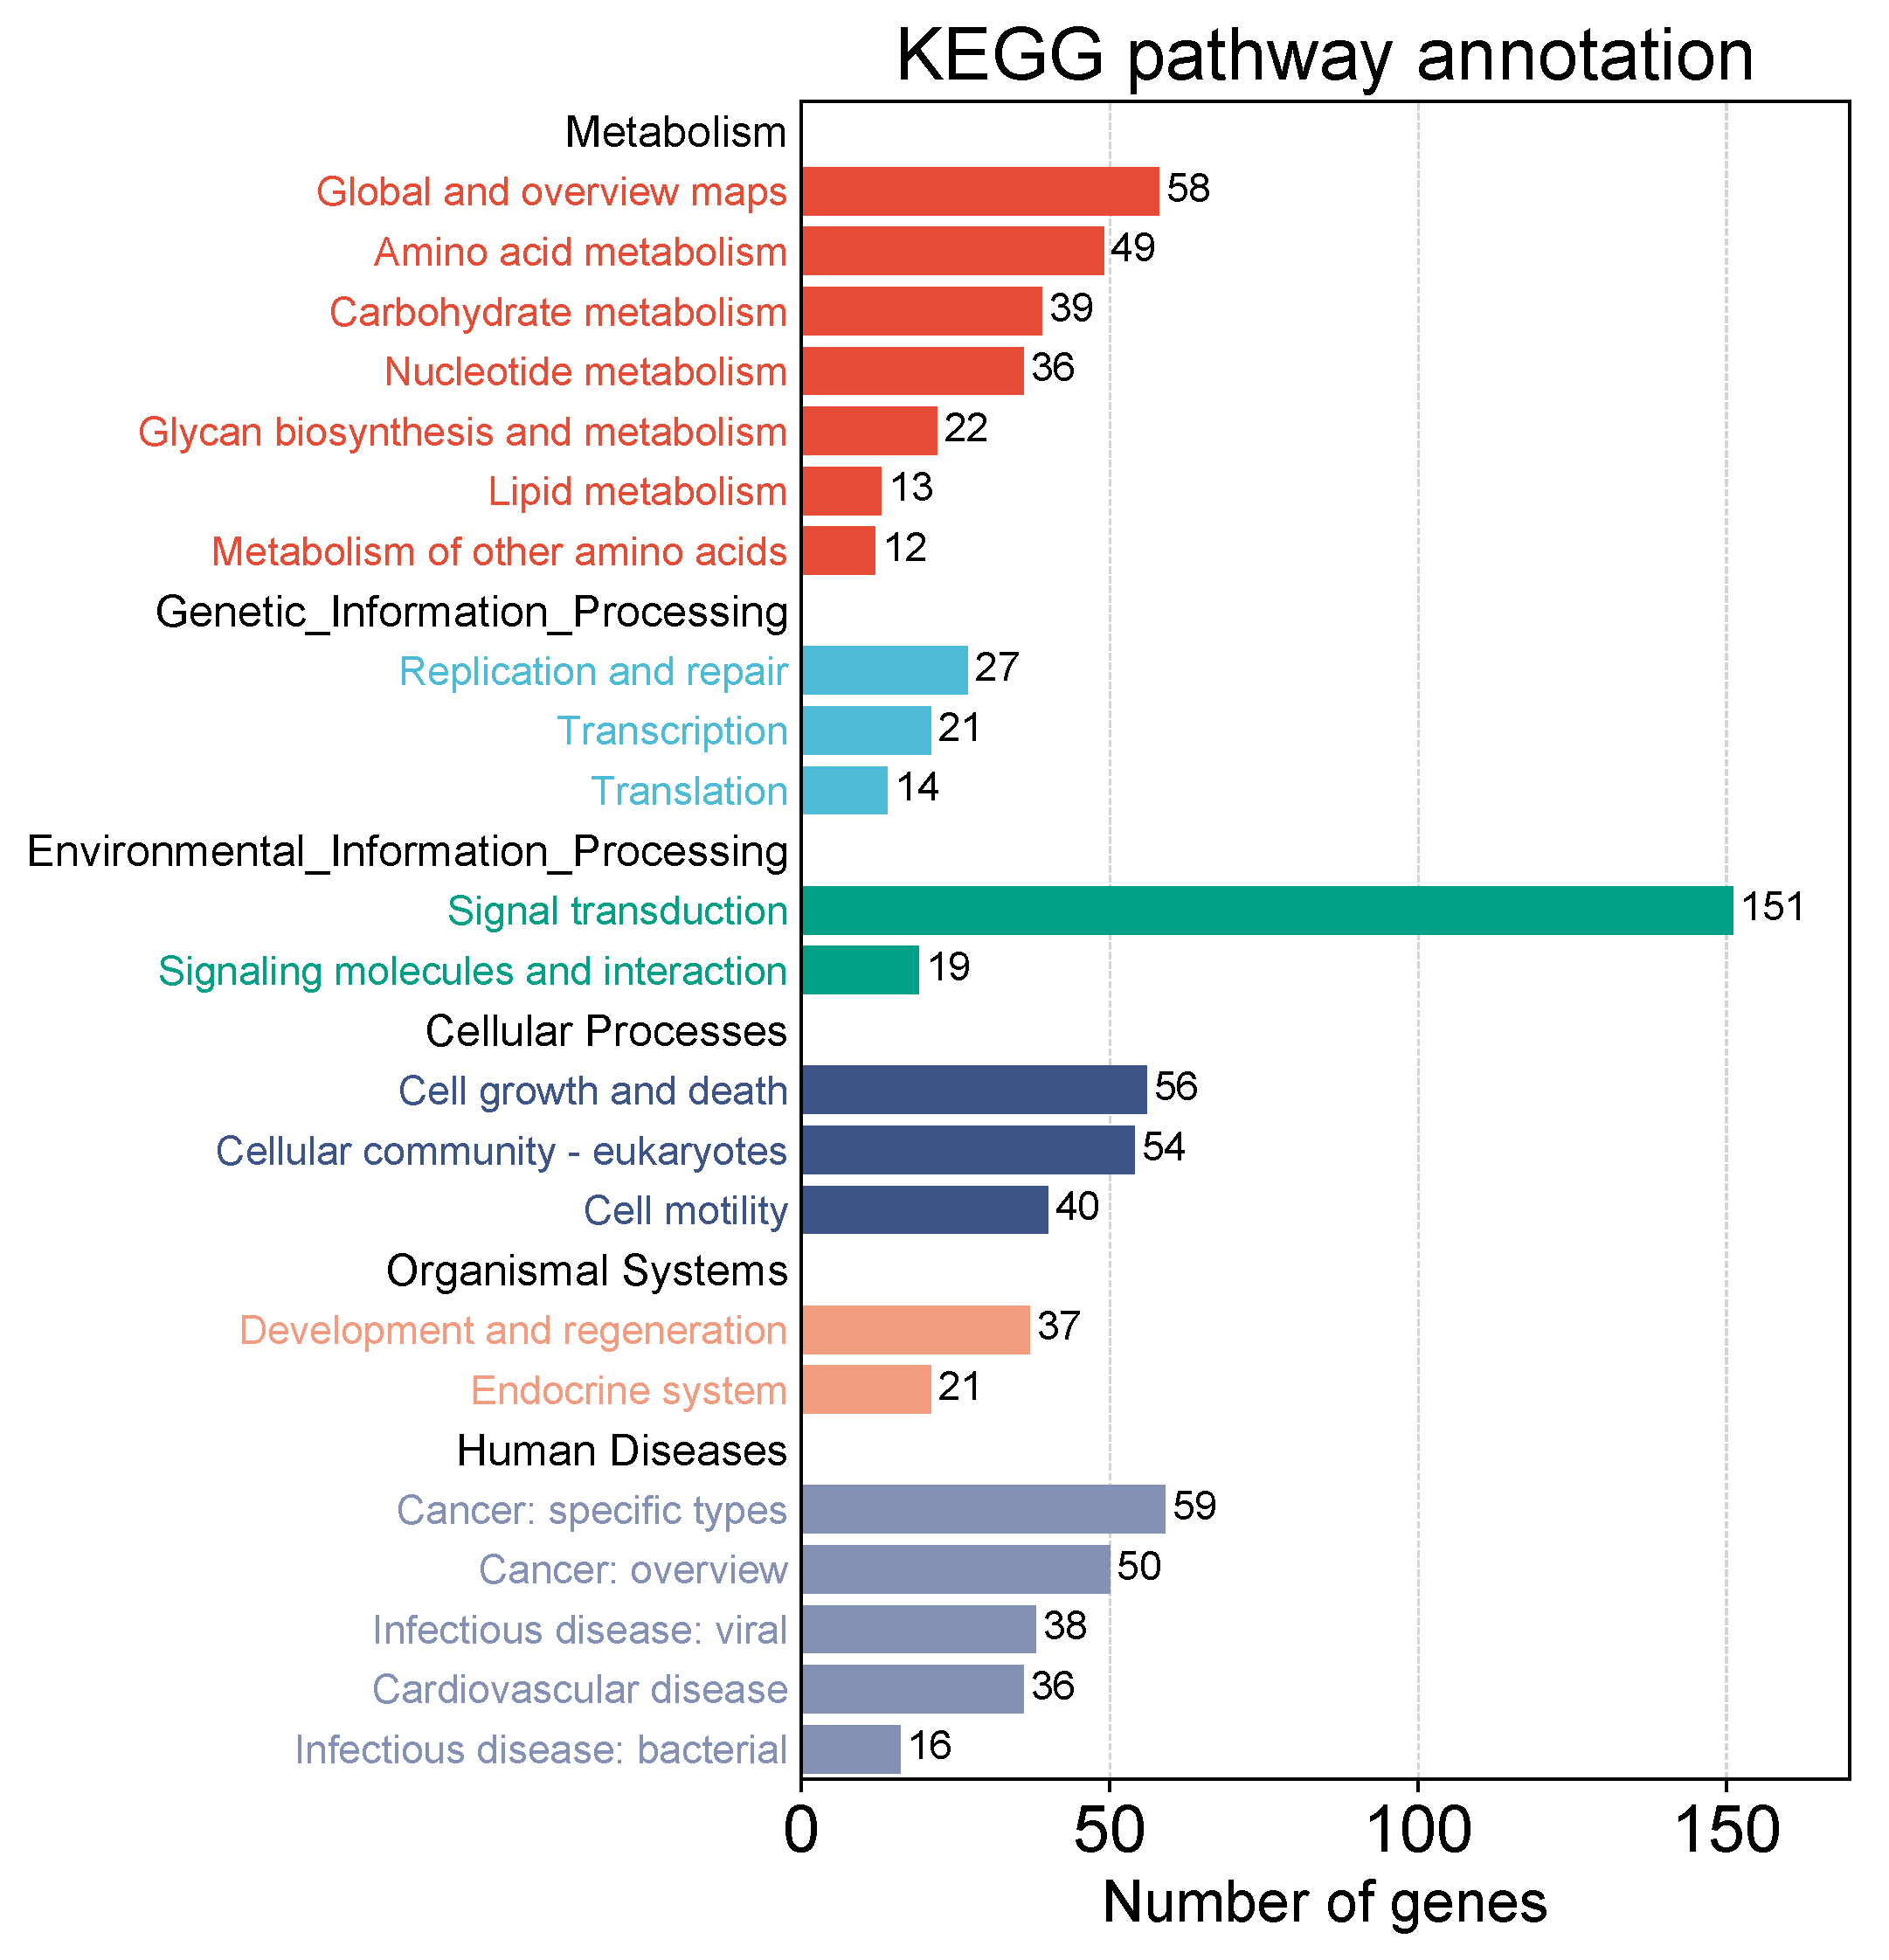 KEGG pathway annotation
Metabolism
Global and overview maps 58
Amino acid metabolism 49
Carbohydrate metabolism 39
Nucleotide metabolism 36
Glycan biosynthesis and metabolism 22
Lipid metabolism 13
Metabolism of other amino acids 12
Genetic_Information_Processing
Replication and repair 27
Transcription 21
Translation 14
Environmental_Information_Processing
Signal transduction 151
Signaling molecules and interaction 19
Cellular Processes
Cell growth and death 56
Cellular community - eukaryotes 54
Cell motility 40
Organismal Systems
Development and regeneration 37
Endocrine system 21
Human Diseases
Cancer: specific types 59
Cancer: overview 50
Infectious disease: viral 38
Cardiovascular disease 36
Infectious disease: bacterial 16
0 50 100 150
Number of genes